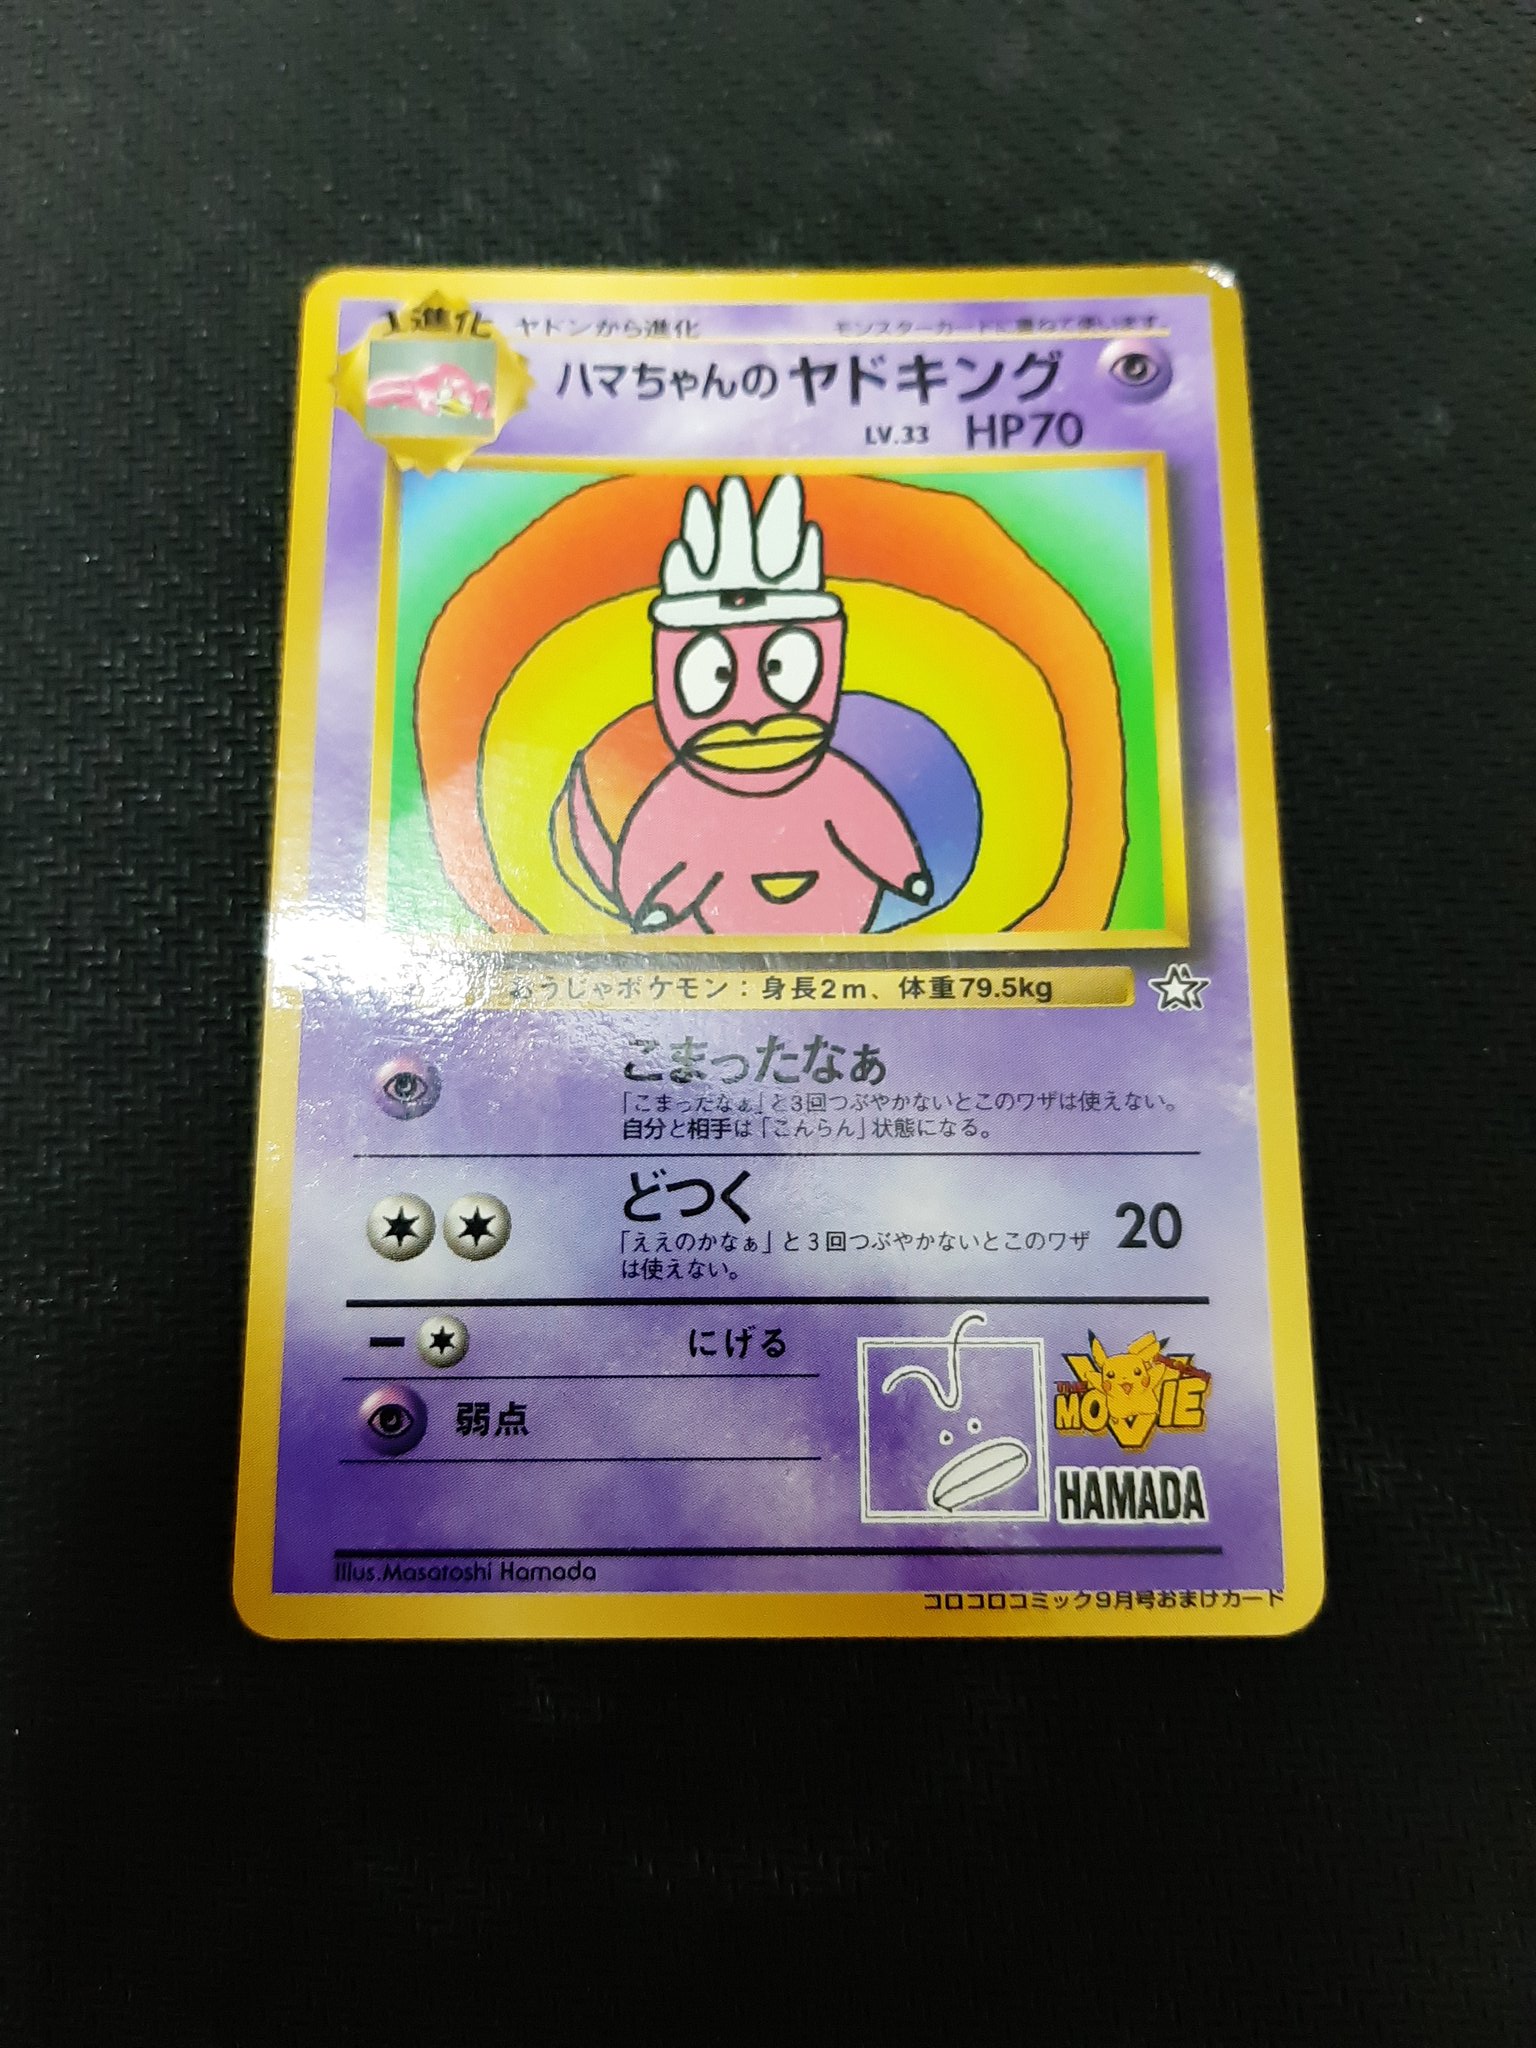 1進化 ヤドンから進化 モンスターカードに重ねて使います
ハマちゃんのヤドキング
LV.33 HP70
おうじゃポケモン：身長2m、体重79.5kg
こまったなぁ
「こまったなぁ」と3回つぶやかないとこのワザは使えない。
自分と相手は「こんらん」状態になる。
どつく 20
「ええのかなぁ」と3回つぶやかないとこのワザ
は使えない。
にげる
弱点
THE MOVIE
HAMADA
Illus.Masatoshi Hamada
コロコロコミック9月号おまけカード